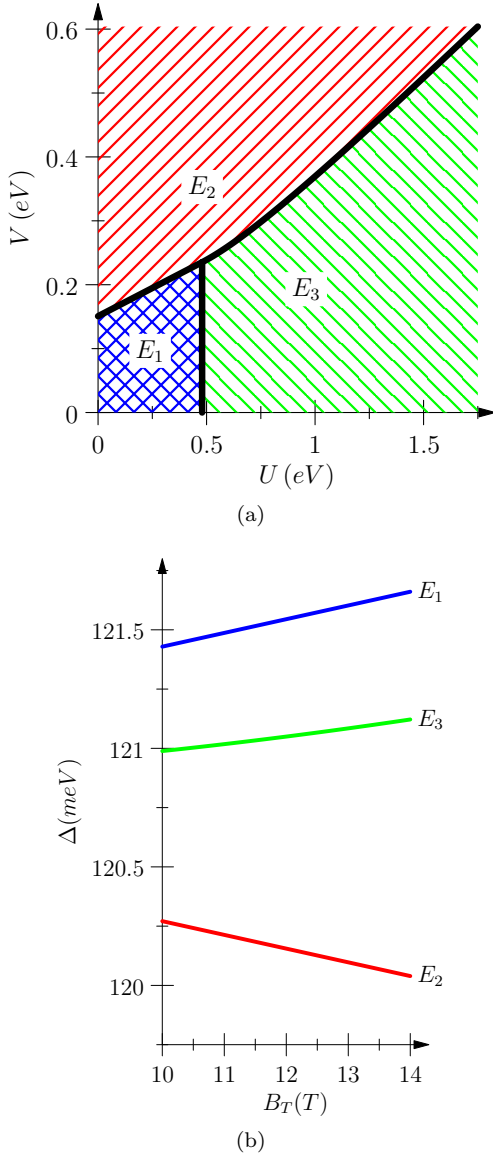 0.6
0.4
0.2
0
V (eV)
E₂
E₃
E₁
0 0.5 1 1.5
U (eV)
(a)
121.5
121
120.5
120
Δ(meV)
E₁
E₃
E₂
10 11 12 13 14
B_T(T)
(b)